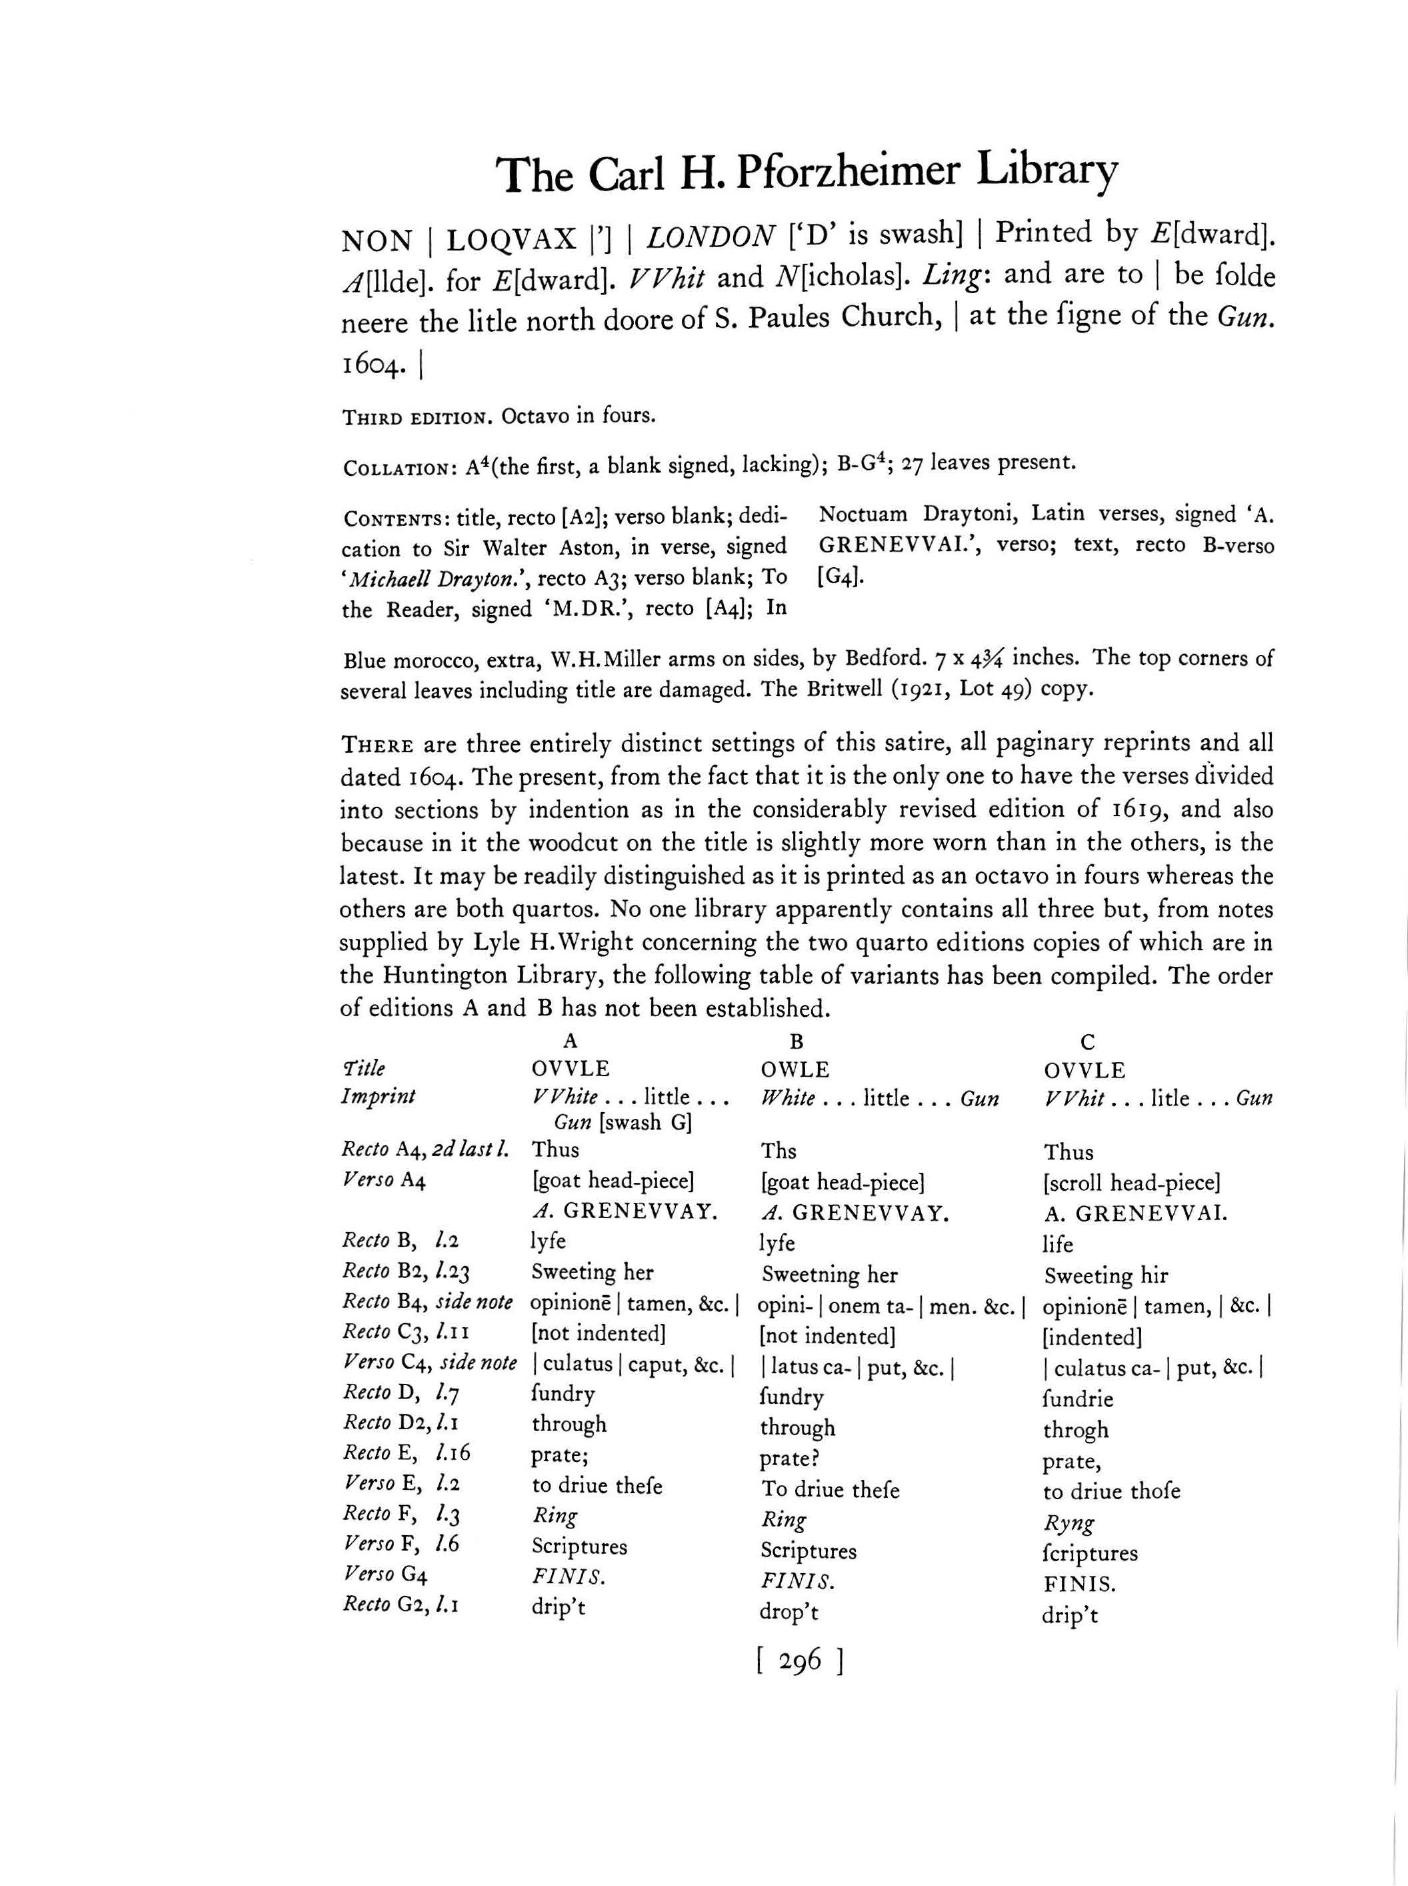 The Carl H. Pforzheimer Library
NON | LOQVAX |’] | LONDON [‘D’ is swash] | Printed by E[dward].
A[llde]. for E[dward]. VVhit and N[icholas]. Ling: and are to | be ſolde
neere the litle north doore of S. Paules Church, | at the ſigne of the Gun.
1604. |
THIRD EDITION. Octavo in fours.
COLLATION: A⁴(the first, a blank signed, lacking); B-G⁴; 27 leaves present.
CONTENTS: title, recto [A2]; verso blank; dedi-
cation to Sir Walter Aston, in verse, signed
‘Michaell Drayton.’, recto A3; verso blank; To
the Reader, signed ‘M.DR.’, recto [A4]; In
Noctuam Draytoni, Latin verses, signed ‘A.
GRENEVVAI.’, verso; text, recto B-verso
[G4].
Blue morocco, extra, W.H.Miller arms on sides, by Bedford. 7 x 4¾ inches. The top corners of
several leaves including title are damaged. The Britwell (1921, Lot 49) copy.
THERE are three entirely distinct settings of this satire, all paginary reprints and all
dated 1604. The present, from the fact that it is the only one to have the verses divided
into sections by indention as in the considerably revised edition of 1619, and also
because in it the woodcut on the title is slightly more worn than in the others, is the
latest. It may be readily distinguished as it is printed as an octavo in fours whereas the
others are both quartos. No one library apparently contains all three but, from notes
supplied by Lyle H.Wright concerning the two quarto editions copies of which are in
the Huntington Library, the following table of variants has been compiled. The order
of editions A and B has not been established.
A B C
Title OVVLE OWLE OVVLE
Imprint VVhite . . . little . . . White . . . little . . . Gun VVhit . . . litle . . . Gun
Gun [swash G]
Recto A4, 2d last l. Thus Ths Thus
Verso A4 [goat head-piece] [goat head-piece] [scroll head-piece]
A. GRENEVVAY. A. GRENEVVAY. A. GRENEVVAI.
Recto B, l.2 lyfe lyfe life
Recto B2, l.23 Sweeting her Sweetning her Sweeting hir
Recto B4, side note opinionē | tamen, &c. | opini- | onem ta- | men. &c. | opinionē | tamen, | &c. |
Recto C3, l.11 [not indented] [not indented] [indented]
Verso C4, side note | culatus | caput, &c. | | latus ca- | put, &c. | | culatus ca- | put, &c. |
Recto D, l.7 ſundry ſundry ſundrie
Recto D2, l.1 through through throgh
Recto E, l.16 prate; prate? prate,
Verso E, l.2 to driue theſe To driue theſe to driue thoſe
Recto F, l.3 Ring Ring Ryng
Verso F, l.6 Scriptures Scriptures ſcriptures
Verso G4 FINIS. FINIS. FINIS.
Recto G2, l.1 drip’t drop’t drip’t
[ 296 ]